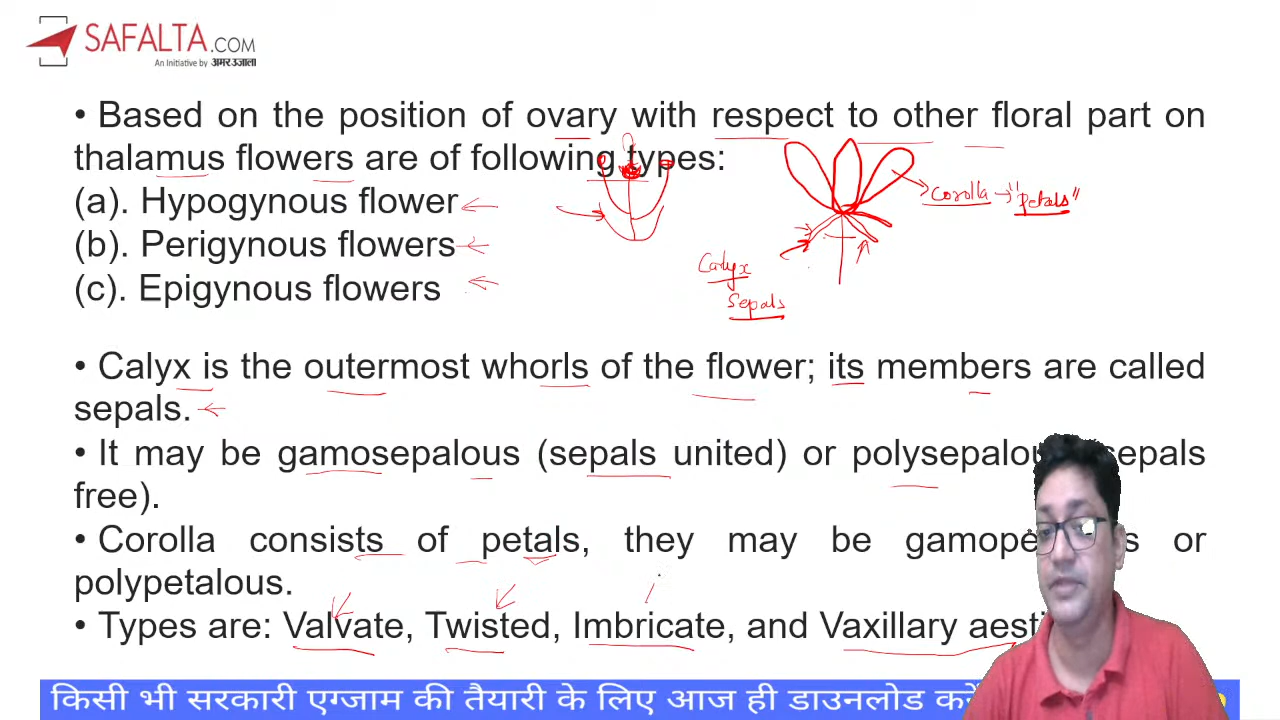 SAFALTA.COM
An Initiative by अमर उजाला
• Based on the position of ovary with respect to other floral part on
thalamus flowers are of following types:
(a). Hypogynous flower
(b). Perigynous flowers
(c). Epigynous flowers
Corolla → "Petals"
Calyx
Sepals
• Calyx is the outermost whorls of the flower; its members are called
sepals.
• It may be gamosepalous (sepals united) or polysepalou sepals
free).
• Corolla consists of petals, they may be gamope s or
polypetalous.
• Types are: Valvate, Twisted, Imbricate, and Vaxillary aesti
किसी भी सरकारी एग्जाम की तैयारी के लिए आज ही डाउनलोड करें